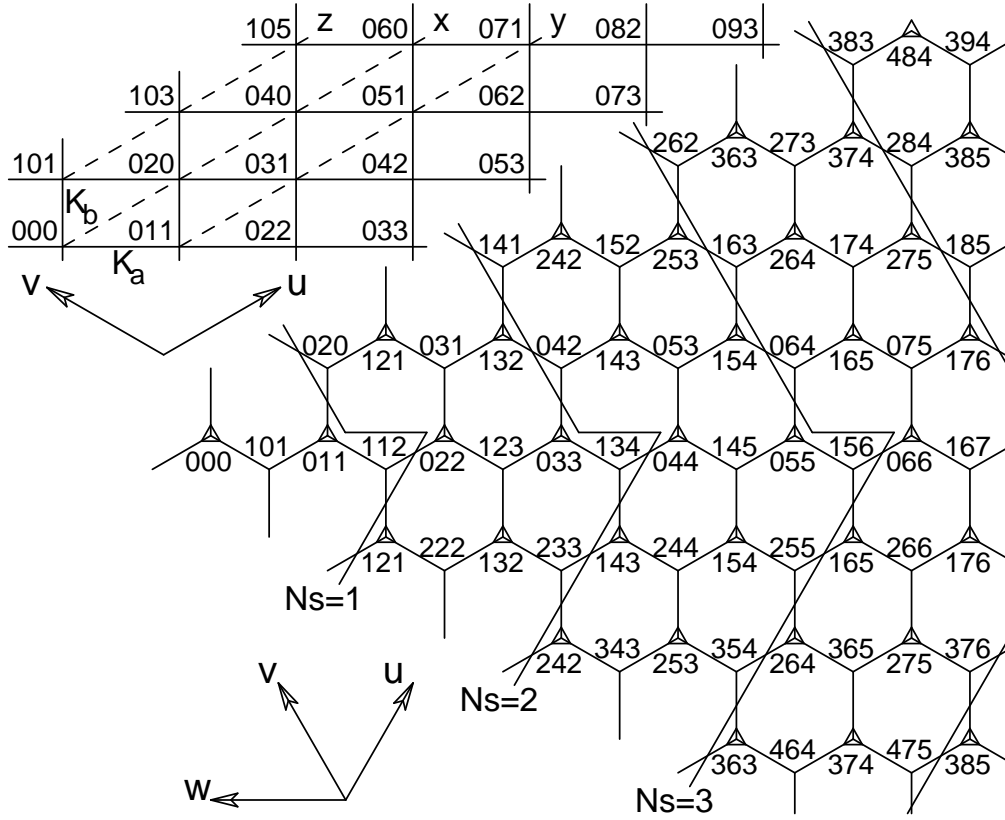 105 z 060 x 071 y 082 093
383 394
484
103 040 051 062 073
262 273 284
363 374 385
101 020 031 042 053
K_b
000 011 022 033
K_a
141 152 163 174 185
242 253 264 275
v u
020 031 042 053 064 075
121 132 143 154 165 176
101 112 123 134 145 156 167
000 011 022 033 044 055 066
222 233 244 255 266
121 132 143 154 165 176
Ns=1
343 354 365 376
242 253 264 275
v u
Ns=2
464 475
363 374 385
w
Ns=3